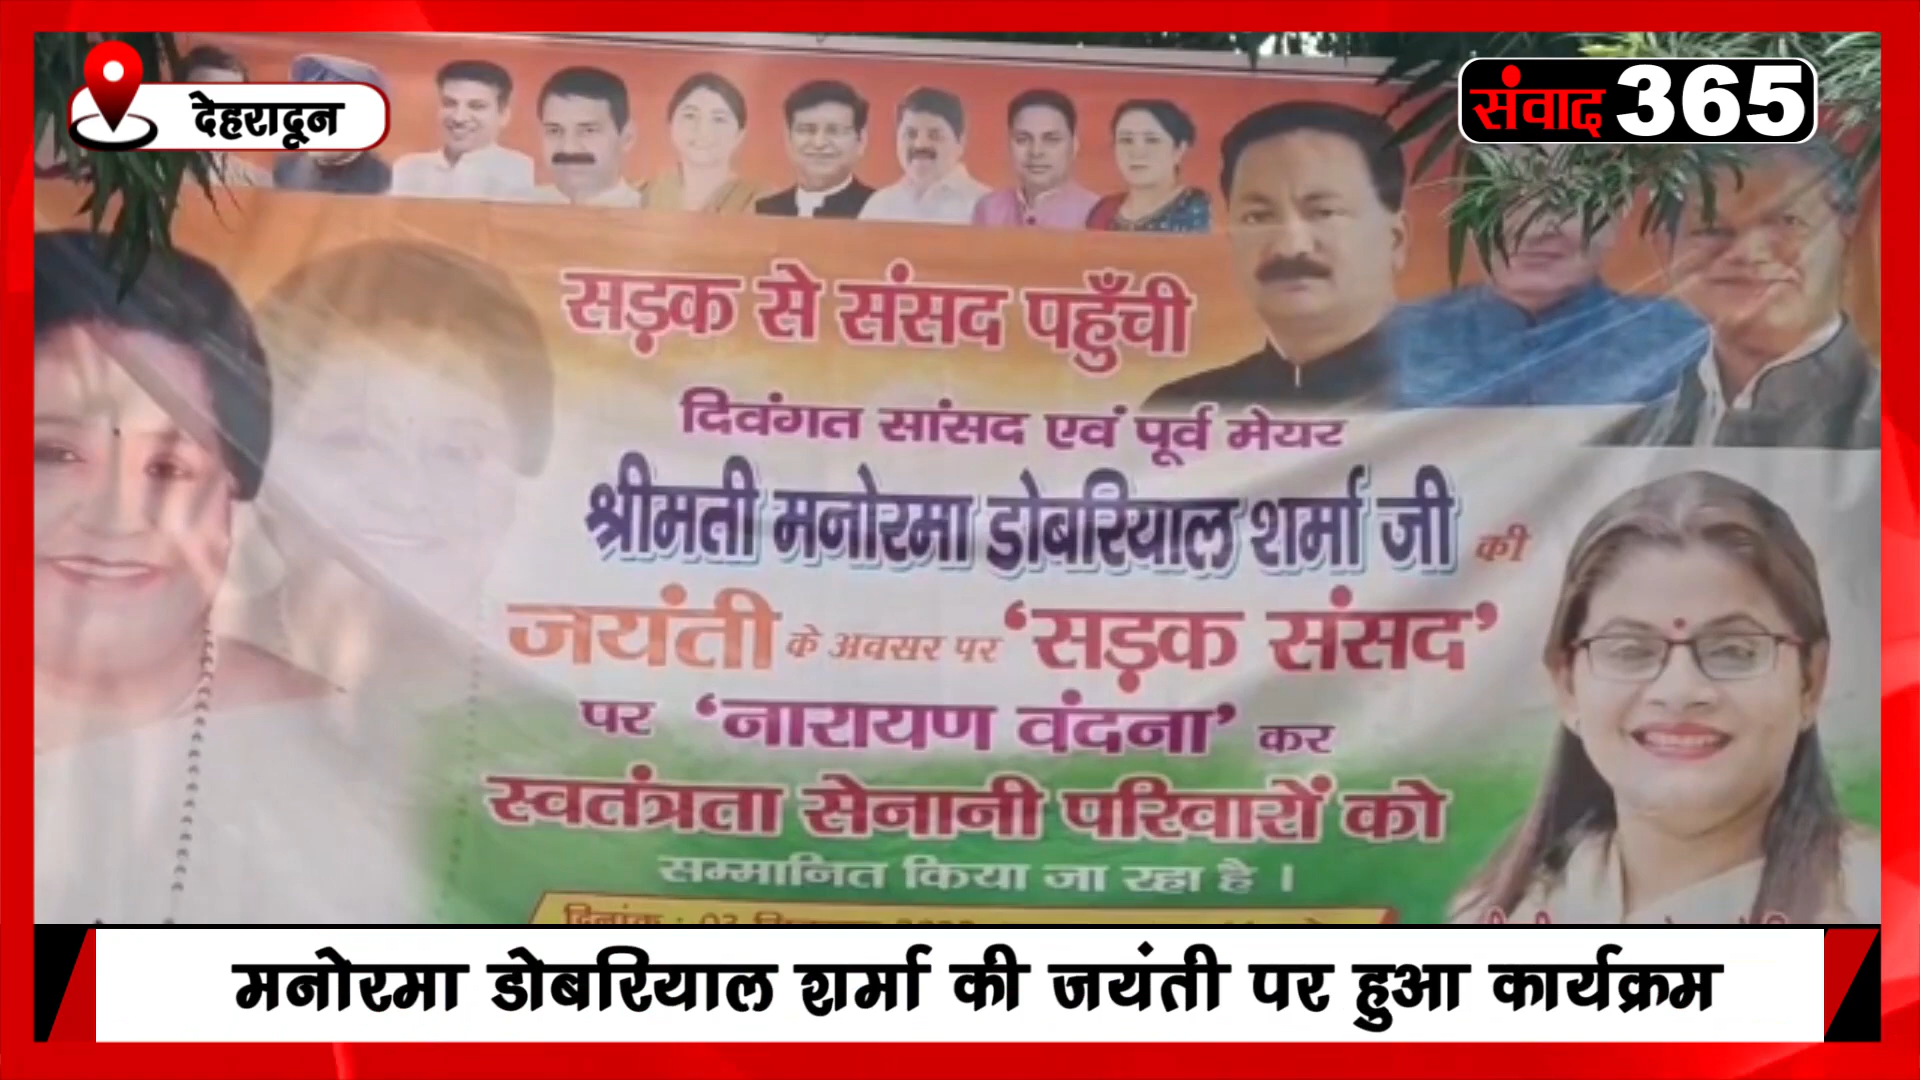 देहरादून
संवाद 365
सड़क से संसद पहुँची
दिवंगत सांसद एवं पूर्व मेयर
श्रीमती मनोरमा डोबरियाल शर्मा जी की
जयंती के अवसर पर ‘सड़क संसद’
पर ‘नारायण वंदना’ कर
स्वतंत्रता सेनानी परिवारों को
सम्मानित किया जा रहा है ।
मनोरमा डोबरियाल शर्मा की जयंती पर हुआ कार्यक्रम